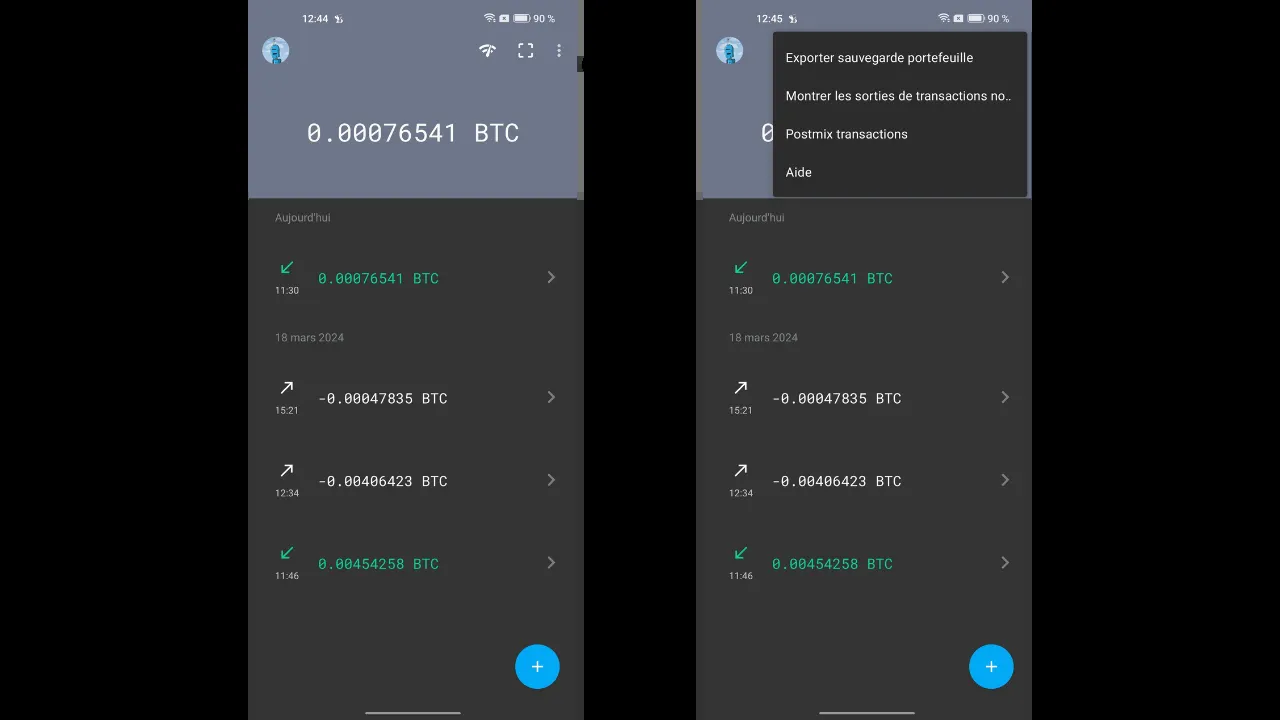 12:44
90 %
0.00076541 BTC
Aujourd'hui
0.00076541 BTC
11:30
18 mars 2024
-0.00047835 BTC
15:21
-0.00406423 BTC
12:34
0.00454258 BTC
11:46
+
12:45
90 %
Exporter sauvegarde portefeuille
Montrer les sorties de transactions no..
Postmix transactions
Aide
0
Aujourd'hui
0.00076541 BTC
11:30
18 mars 2024
-0.00047835 BTC
15:21
-0.00406423 BTC
12:34
0.00454258 BTC
11:46
+